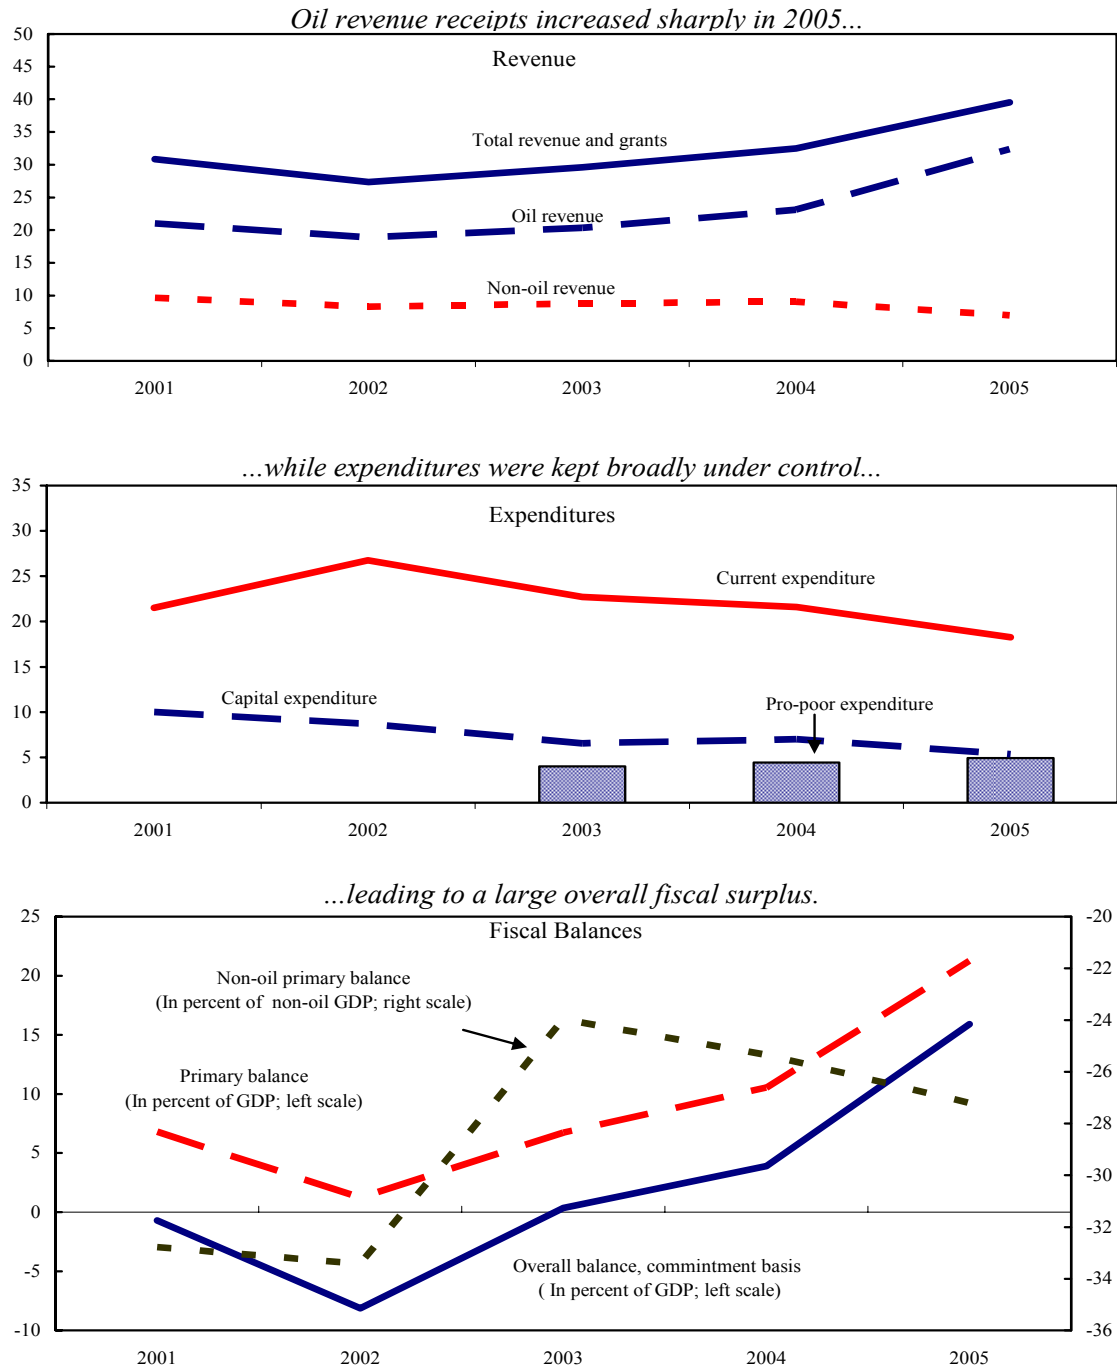 Oil revenue receipts increased sharply in 2005...
50
Revenue
45
40
Total revenue and grants
35
30
25
Oil revenue
20
15
Non-oil revenue
10
5
0
2001 2002 2003 2004 2005
...while expenditures were kept broadly under control...
35
Expenditures
30
25
Current expenditure
20
15
Capital expenditure
Pro-poor expenditure
10
5
0
2001 2002 2003 2004 2005
...leading to a large overall fiscal surplus.
25 -20
Fiscal Balances
Non-oil primary balance
(In percent of non-oil GDP; right scale)
20 -22
-24
15
Primary balance
(In percent of GDP; left scale)
10 -26
-28
5
-30
0
-32
Overall balance, commintment basis
( In percent of GDP; left scale)
-5
-34
-10 -36
2001 2002 2003 2004 2005